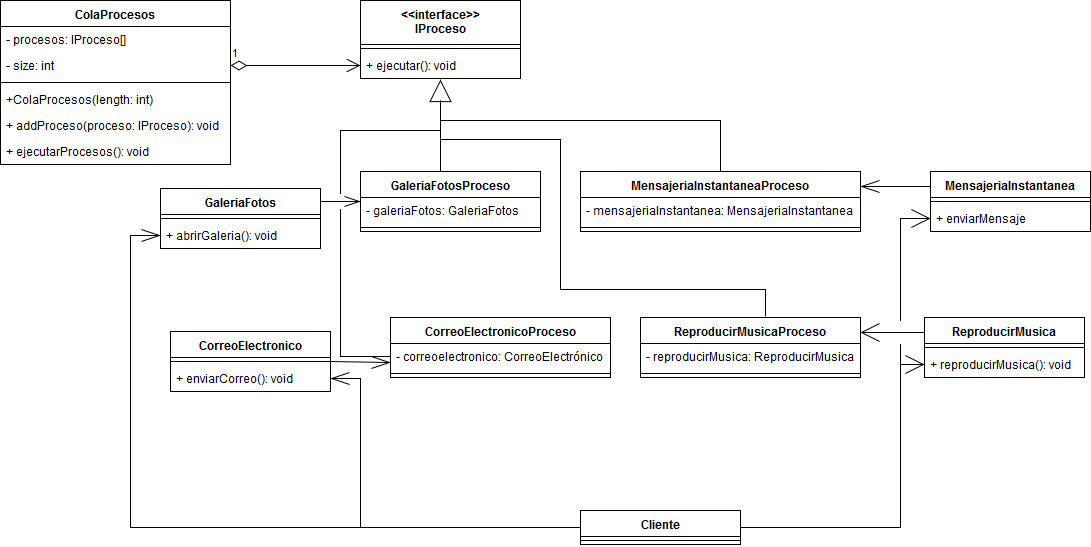 ColaProcesos
- procesos: IProceso[]
- size: int
+ColaProcesos(length: int)
+ addProceso(proceso: IProceso): void
+ ejecutarProcesos(): void
1
<<interface>>
IProceso
+ ejecutar(): void
GaleriaFotos
+ abrirGaleria(): void
GaleriaFotosProceso
- galeriaFotos: GaleriaFotos
MensajeriaInstantaneaProceso
- mensajeriaInstantanea: MensajeriaInstantanea
MensajeriaInstantanea
+ enviarMensaje
CorreoElectronico
+ enviarCorreo(): void
CorreoElectronicoProceso
- correoelectronico: CorreoElectrónico
ReproducirMusicaProceso
- reproducirMusica: ReproducirMusica
ReproducirMusica
+ reproducirMusica(): void
Cliente